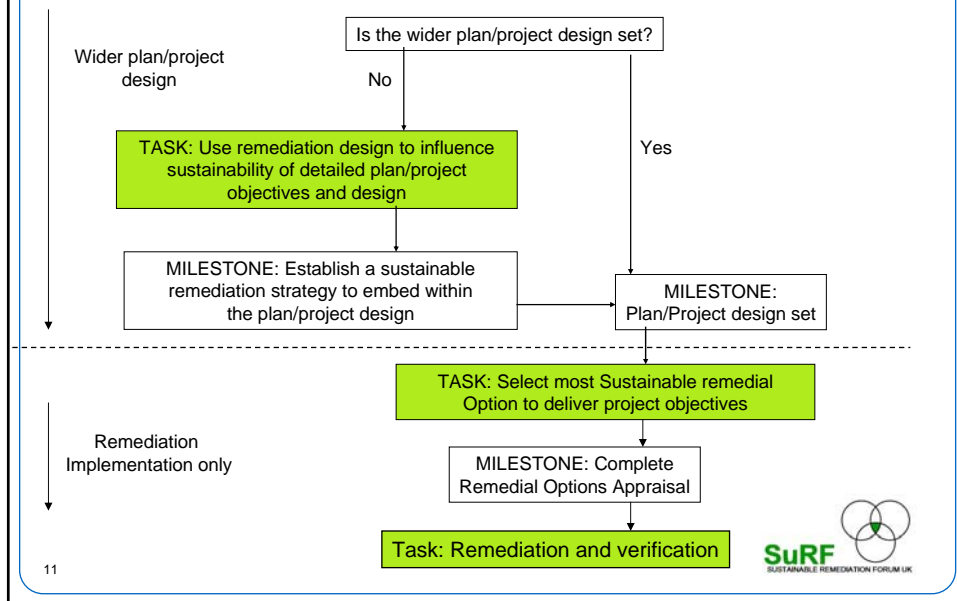 Is the wider plan/project design set?
Wider plan/project
design
No
Yes
TASK: Use remediation design to influence
sustainability of detailed plan/project
objectives and design
MILESTONE: Establish a sustainable
remediation strategy to embed within
the plan/project design
MILESTONE:
Plan/Project design set
TASK: Select most Sustainable remedial
Option to deliver project objectives
Remediation
Implementation only
MILESTONE: Complete
Remedial Options Appraisal
Task: Remediation and verification
SuRF
SUSTAINABLE REMEDIATION FORUM UK
11